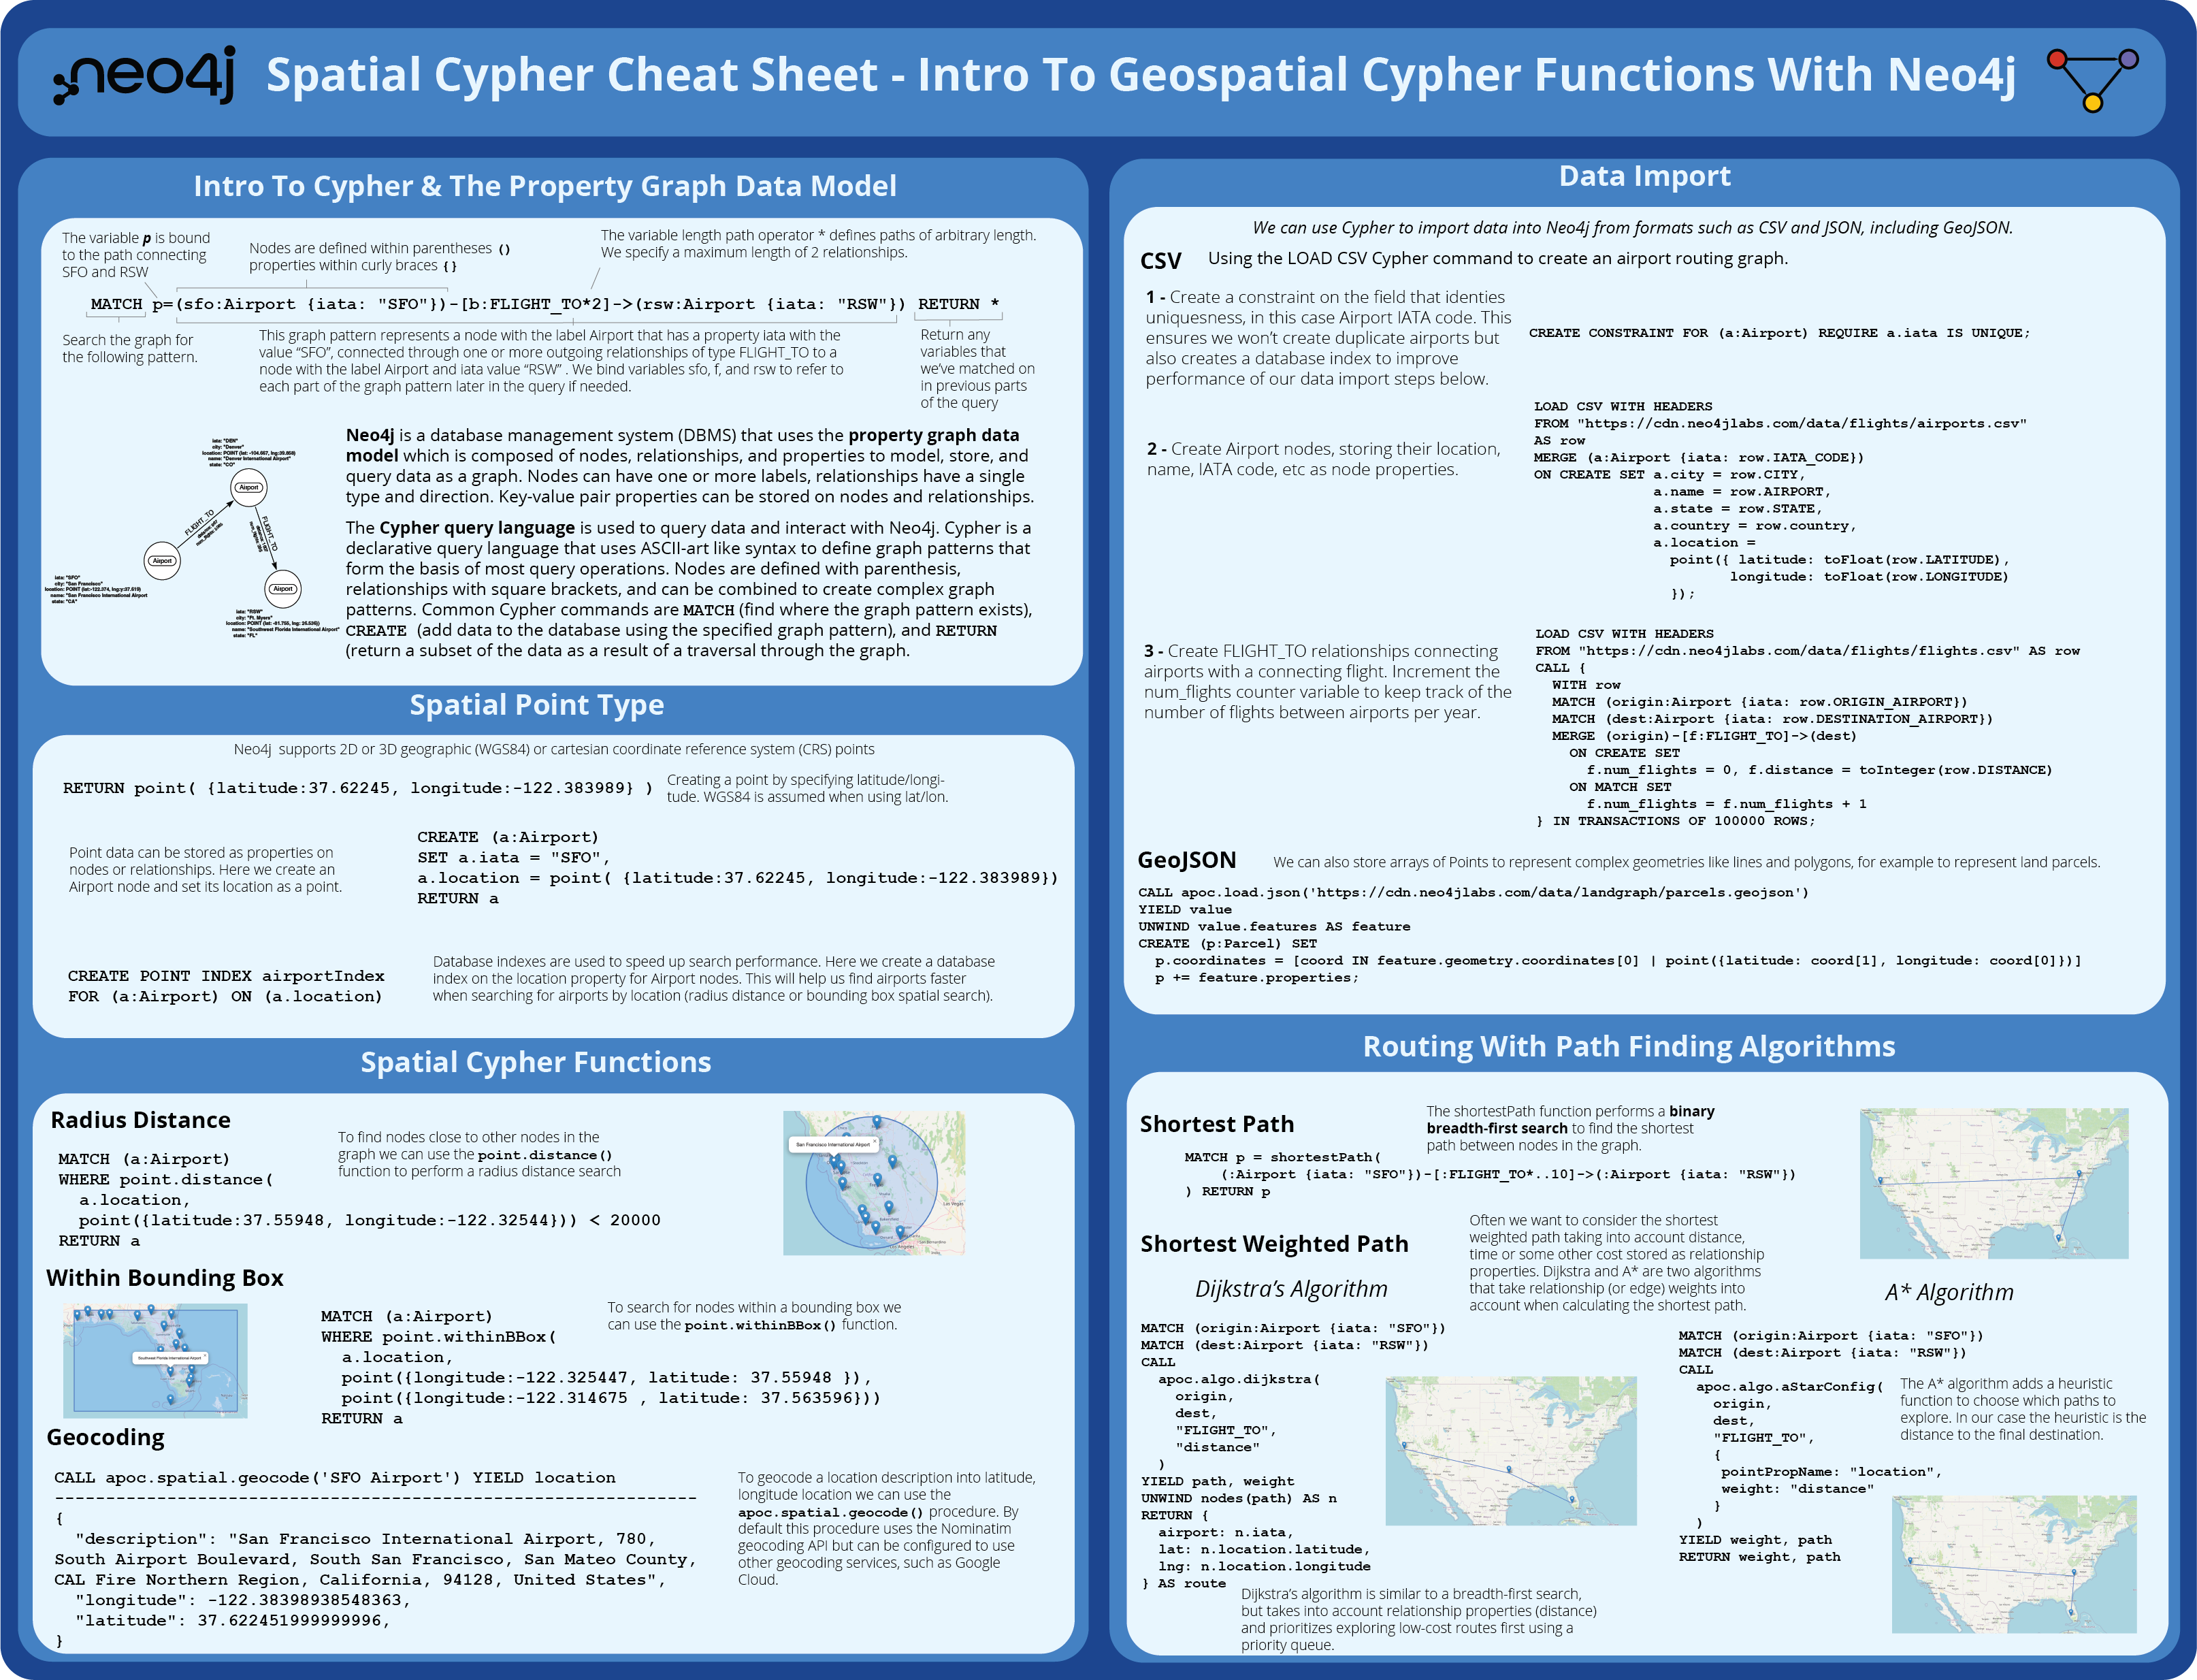 neo4j
Spatial Cypher Cheat Sheet - Intro To Geospatial Cypher Functions With Neo4j
Intro To Cypher & The Property Graph Data Model
The variable p is bound
to the path connecting
SFO and RSW
Nodes are defined within parentheses ()
properties within curly braces {}
The variable length path operator * defines paths of arbitrary length.
We specify a maximum length of 2 relationships.
MATCH p=(sfo:Airport {iata: "SFO"})-[b:FLIGHT_TO*2]->(rsw:Airport {iata: "RSW"}) RETURN *
Search the graph for
the following pattern.
This graph pattern represents a node with the label Airport that has a property iata with the
value “SFO”, connected through one or more outgoing relationships of type FLIGHT_TO to a
node with the label Airport and iata value “RSW” . We bind variables sfo, f, and rsw to refer to
each part of the graph pattern later in the query if needed.
Return any
variables that
we’ve matched on
in previous parts
of the query
iata: "DEN"
city: "Denver"
location: POINT (lat: -104.667, lng:39.858)
name: "Denver International Airport"
state: "CO"
Airport
FLIGHT_TO
FLIGHT_TO
Airport
Airport
iata: "SFO"
city: "San Francisco"
location: POINT (lat:-122.374, lng:y:37.619)
name: "San Francisco International Airport
state: "CA"
iata: "RSW"
city: "Ft. Myers"
location: POINT (lat: -81.755, lng: 26.536})
name: "Southwest Florida International Airport"
state: "FL"
Neo4j is a database management system (DBMS) that uses the property graph data
model which is composed of nodes, relationships, and properties to model, store, and
query data as a graph. Nodes can have one or more labels, relationships have a single
type and direction. Key-value pair properties can be stored on nodes and relationships.
The Cypher query language is used to query data and interact with Neo4j. Cypher is a
declarative query language that uses ASCII-art like syntax to define graph patterns that
form the basis of most query operations. Nodes are defined with parenthesis,
relationships with square brackets, and can be combined to create complex graph
patterns. Common Cypher commands are MATCH (find where the graph pattern exists),
CREATE (add data to the database using the specified graph pattern), and RETURN
(return a subset of the data as a result of a traversal through the graph.
Spatial Point Type
Neo4j supports 2D or 3D geographic (WGS84) or cartesian coordinate reference system (CRS) points
RETURN point( {latitude:37.62245, longitude:-122.383989} )
Creating a point by specifying latitude/longi-
tude. WGS84 is assumed when using lat/lon.
Point data can be stored as properties on
nodes or relationships. Here we create an
Airport node and set its location as a point.
CREATE (a:Airport)
SET a.iata = "SFO",
a.location = point( {latitude:37.62245, longitude:-122.383989})
RETURN a
CREATE POINT INDEX airportIndex
FOR (a:Airport) ON (a.location)
Database indexes are used to speed up search performance. Here we create a database
index on the location property for Airport nodes. This will help us find airports faster
when searching for airports by location (radius distance or bounding box spatial search).
Spatial Cypher Functions
Radius Distance
MATCH (a:Airport)
WHERE point.distance(
a.location,
point({latitude:37.55948, longitude:-122.32544})) < 20000
RETURN a
To find nodes close to other nodes in the
graph we can use the point.distance()
function to perform a radius distance search
San Francisco International Airport
Las Vegas
Los Angeles
Within Bounding Box
Southwest Florida International Airport
MATCH (a:Airport)
WHERE point.withinBBox(
a.location,
point({longitude:-122.325447, latitude: 37.55948 }),
point({longitude:-122.314675 , latitude: 37.563596}))
RETURN a
To search for nodes within a bounding box we
can use the point.withinBBox() function.
Geocoding
CALL apoc.spatial.geocode('SFO Airport') YIELD location
---------------------------------------------------------------
{
"description": "San Francisco International Airport, 780,
South Airport Boulevard, South San Francisco, San Mateo County,
CAL Fire Northern Region, California, 94128, United States",
"longitude": -122.38398938548363,
"latitude": 37.622451999999996,
}
To geocode a location description into latitude,
longitude location we can use the
apoc.spatial.geocode() procedure. By
default this procedure uses the Nominatim
geocoding API but can be configured to use
other geocoding services, such as Google
Cloud.
Data Import
We can use Cypher to import data into Neo4j from formats such as CSV and JSON, including GeoJSON.
CSV
Using the LOAD CSV Cypher command to create an airport routing graph.
1 - Create a constraint on the field that identies
uniquesness, in this case Airport IATA code. This
ensures we won’t create duplicate airports but
also creates a database index to improve
performance of our data import steps below.
CREATE CONSTRAINT FOR (a:Airport) REQUIRE a.iata IS UNIQUE;
2 - Create Airport nodes, storing their location,
name, IATA code, etc as node properties.
LOAD CSV WITH HEADERS
FROM "https://cdn.neo4jlabs.com/data/flights/airports.csv"
AS row
MERGE (a:Airport {iata: row.IATA_CODE})
ON CREATE SET a.city = row.CITY,
a.name = row.AIRPORT,
a.state = row.STATE,
a.country = row.country,
a.location =
point({ latitude: toFloat(row.LATITUDE),
longitude: toFloat(row.LONGITUDE)
});
3 - Create FLIGHT_TO relationships connecting
airports with a connecting flight. Increment the
num_flights counter variable to keep track of the
number of flights between airports per year.
LOAD CSV WITH HEADERS
FROM "https://cdn.neo4jlabs.com/data/flights/flights.csv" AS row
CALL {
WITH row
MATCH (origin:Airport {iata: row.ORIGIN_AIRPORT})
MATCH (dest:Airport {iata: row.DESTINATION_AIRPORT})
MERGE (origin)-[f:FLIGHT_TO]->(dest)
ON CREATE SET
f.num_flights = 0, f.distance = toInteger(row.DISTANCE)
ON MATCH SET
f.num_flights = f.num_flights + 1
} IN TRANSACTIONS OF 100000 ROWS;
GeoJSON
We can also store arrays of Points to represent complex geometries like lines and polygons, for example to represent land parcels.
CALL apoc.load.json('https://cdn.neo4jlabs.com/data/landgraph/parcels.geojson')
YIELD value
UNWIND value.features AS feature
CREATE (p:Parcel) SET
p.coordinates = [coord IN feature.geometry.coordinates[0] | point({latitude: coord[1], longitude: coord[0]})]
p += feature.properties;
Routing With Path Finding Algorithms
Shortest Path
The shortestPath function performs a binary
breadth-first search to find the shortest
path between nodes in the graph.
MATCH p = shortestPath(
(:Airport {iata: "SFO"})-[:FLIGHT_TO*..10]->(:Airport {iata: "RSW"})
) RETURN p
Shortest Weighted Path
Often we want to consider the shortest
weighted path taking into account distance,
time or some other cost stored as relationship
properties. Dijkstra and A* are two algorithms
that take relationship (or edge) weights into
account when calculating the shortest path.
Dijkstra’s Algorithm
MATCH (origin:Airport {iata: "SFO"})
MATCH (dest:Airport {iata: "RSW"})
CALL
apoc.algo.dijkstra(
origin,
dest,
"FLIGHT_TO",
"distance"
)
YIELD path, weight
UNWIND nodes(path) AS n
RETURN {
airport: n.iata,
lat: n.location.latitude,
lng: n.location.longitude
} AS route
Dijkstra’s algorithm is similar to a breadth-first search,
but takes into account relationship properties (distance)
and prioritizes exploring low-cost routes first using a
priority queue.
A* Algorithm
MATCH (origin:Airport {iata: "SFO"})
MATCH (dest:Airport {iata: "RSW"})
CALL
apoc.algo.aStarConfig(
origin,
dest,
"FLIGHT_TO",
{
pointPropName: "location",
weight: "distance"
}
)
YIELD weight, path
RETURN weight, path
The A* algorithm adds a heuristic
function to choose which paths to
explore. In our case the heuristic is the
distance to the final destination.